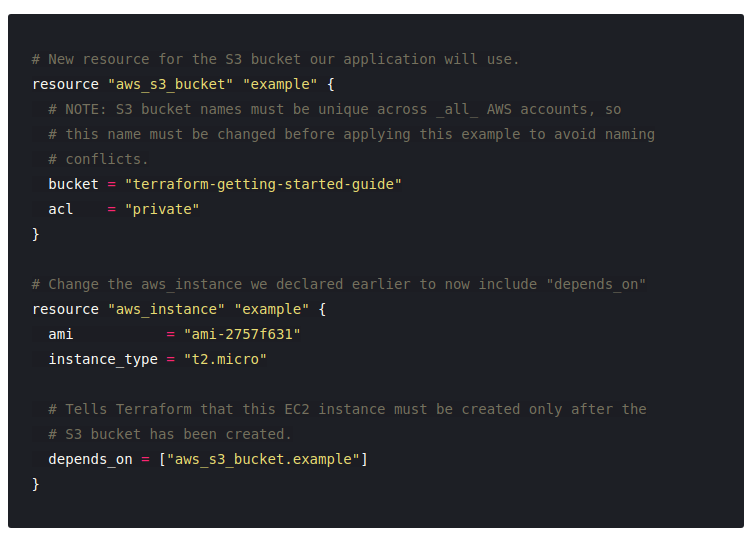 # New resource for the S3 bucket our application will use.
resource "aws_s3_bucket" "example" {
  # NOTE: S3 bucket names must be unique across _all_ AWS accounts, so
  # this name must be changed before applying this example to avoid naming
  # conflicts.
  bucket = "terraform-getting-started-guide"
  acl    = "private"
}

# Change the aws_instance we declared earlier to now include "depends_on"
resource "aws_instance" "example" {
  ami           = "ami-2757f631"
  instance_type = "t2.micro"

  # Tells Terraform that this EC2 instance must be created only after the
  # S3 bucket has been created.
  depends_on = ["aws_s3_bucket.example"]
}